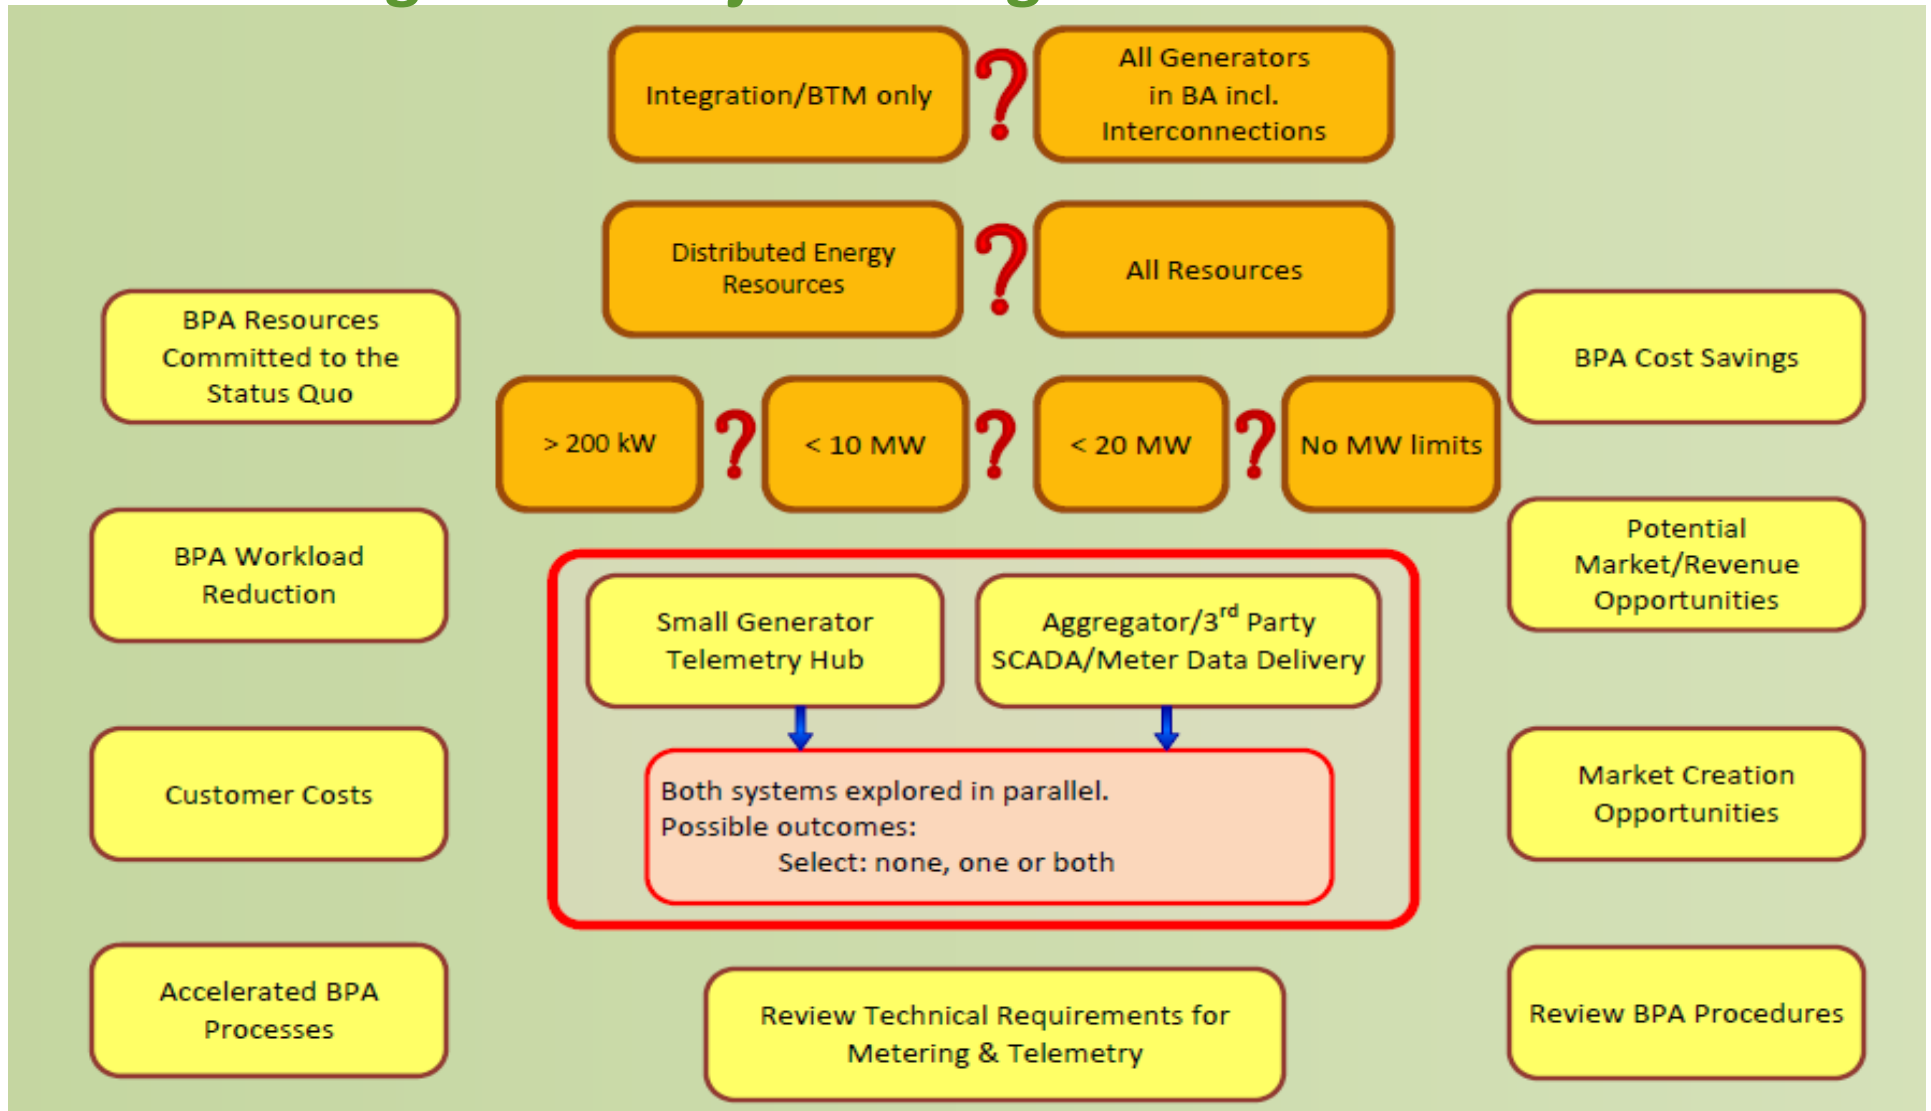 Integration/BTM only
?
All Generators
in BA incl.
Interconnections
Distributed Energy
Resources
?
All Resources
BPA Resources
Committed to the
Status Quo
BPA Cost Savings
> 200 kW
?
< 10 MW
?
< 20 MW
?
No MW limits
BPA Workload
Reduction
Potential
Market/Revenue
Opportunities
Small Generator
Telemetry Hub
Aggregator/3rd Party
SCADA/Meter Data Delivery
Customer Costs
Both systems explored in parallel.
Possible outcomes:
Select: none, one or both
Market Creation
Opportunities
Accelerated BPA
Processes
Review Technical Requirements for
Metering & Telemetry
Review BPA Procedures